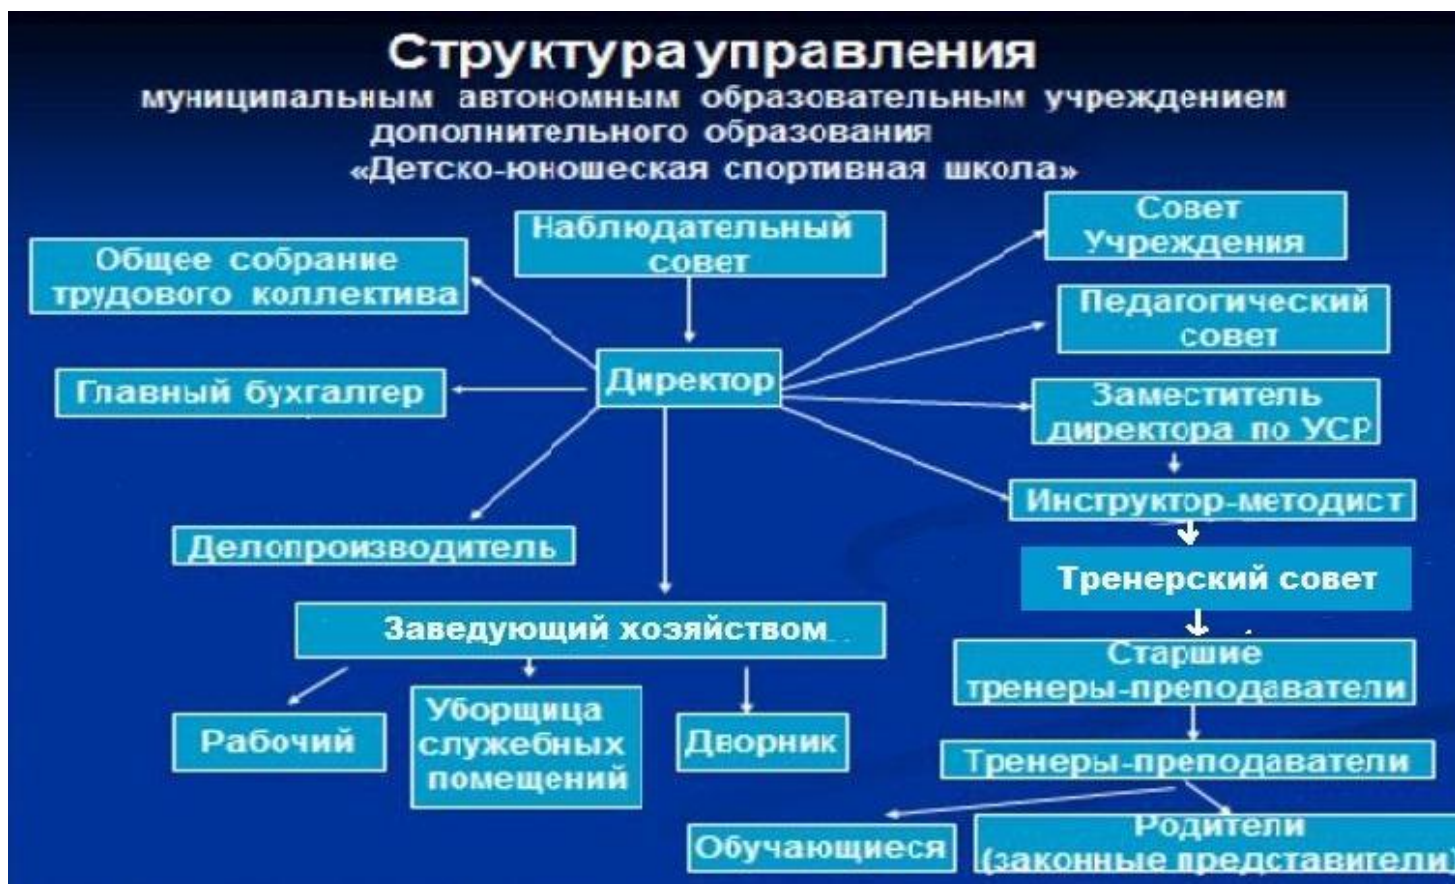 Структура управления
муниципальным автономным образовательным учреждением
дополнительного образования
«Детско-юношеская спортивная школа»
Наблюдательный
совет
Совет
Учреждения
Общее собрание
трудового коллектива
Педагогический
совет
Директор
Главный бухгалтер
Заместитель
директора по УСР
Инструктор-методист
Делопроизводитель
Тренерский совет
Заведующий хозяйством
Старшие
тренеры-преподаватели
Рабочий
Уборщица
служебных
помещений
Дворник
Тренеры-преподаватели
Обучающиеся
Родители
(законные представители)